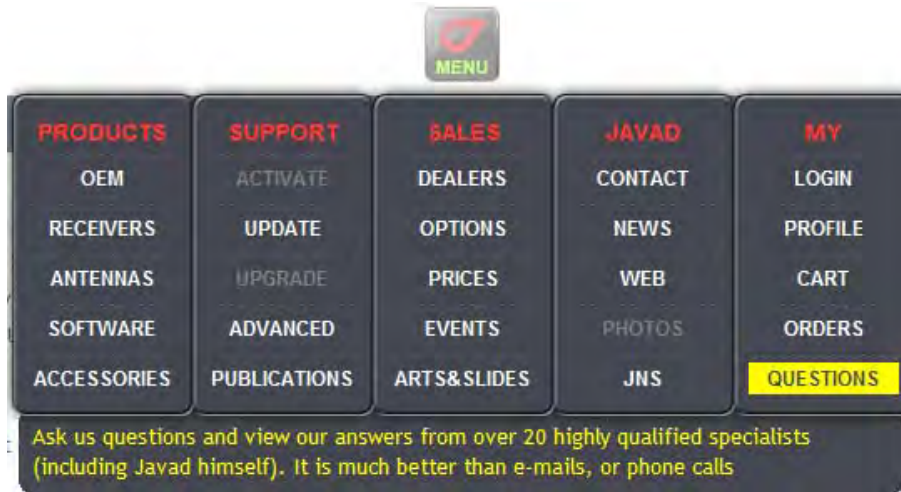 MENU
PRODUCTS SUPPORT SALES JAVAD MY
OEM ACTIVATE DEALERS CONTACT LOGIN
RECEIVERS UPDATE OPTIONS NEWS PROFILE
ANTENNAS UPGRADE PRICES WEB CART
SOFTWARE ADVANCED EVENTS PHOTOS ORDERS
ACCESSORIES PUBLICATIONS ARTS&SLIDES JNS QUESTIONS
Ask us questions and view our answers from over 20 highly qualified specialists
(including Javad himself). It is much better than e-mails, or phone calls